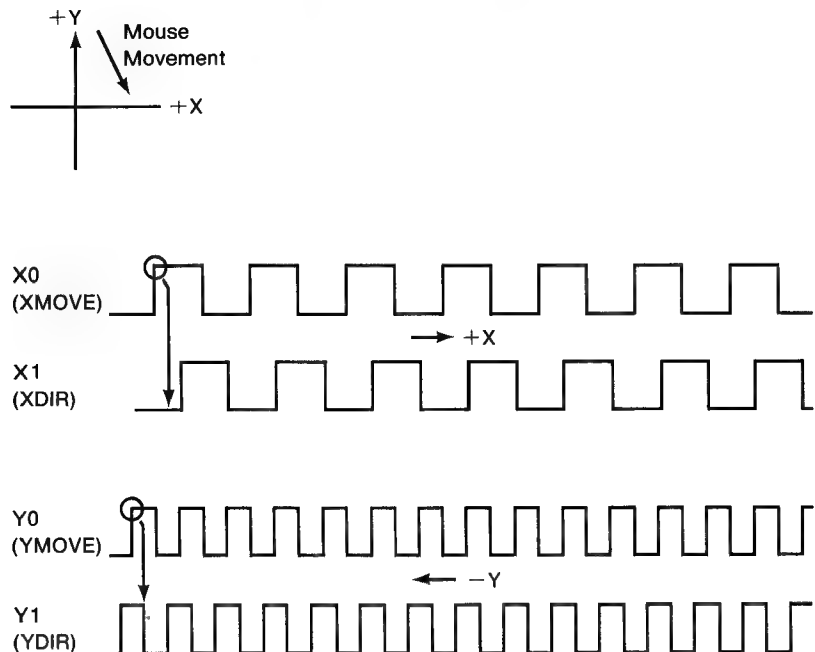 +Y
Mouse
Movement
+X
X0
(XMOVE)
+X
X1
(XDIR)
Y0
(YMOVE)
−Y
Y1
(YDIR)